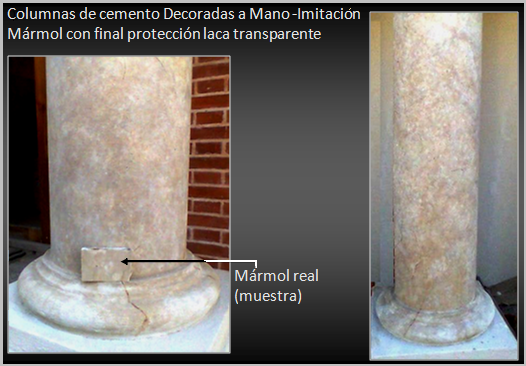 Columnas de cemento Decoradas a Mano-Imitación
Mármol con final protección laca transparente
Mármol real
(muestra)